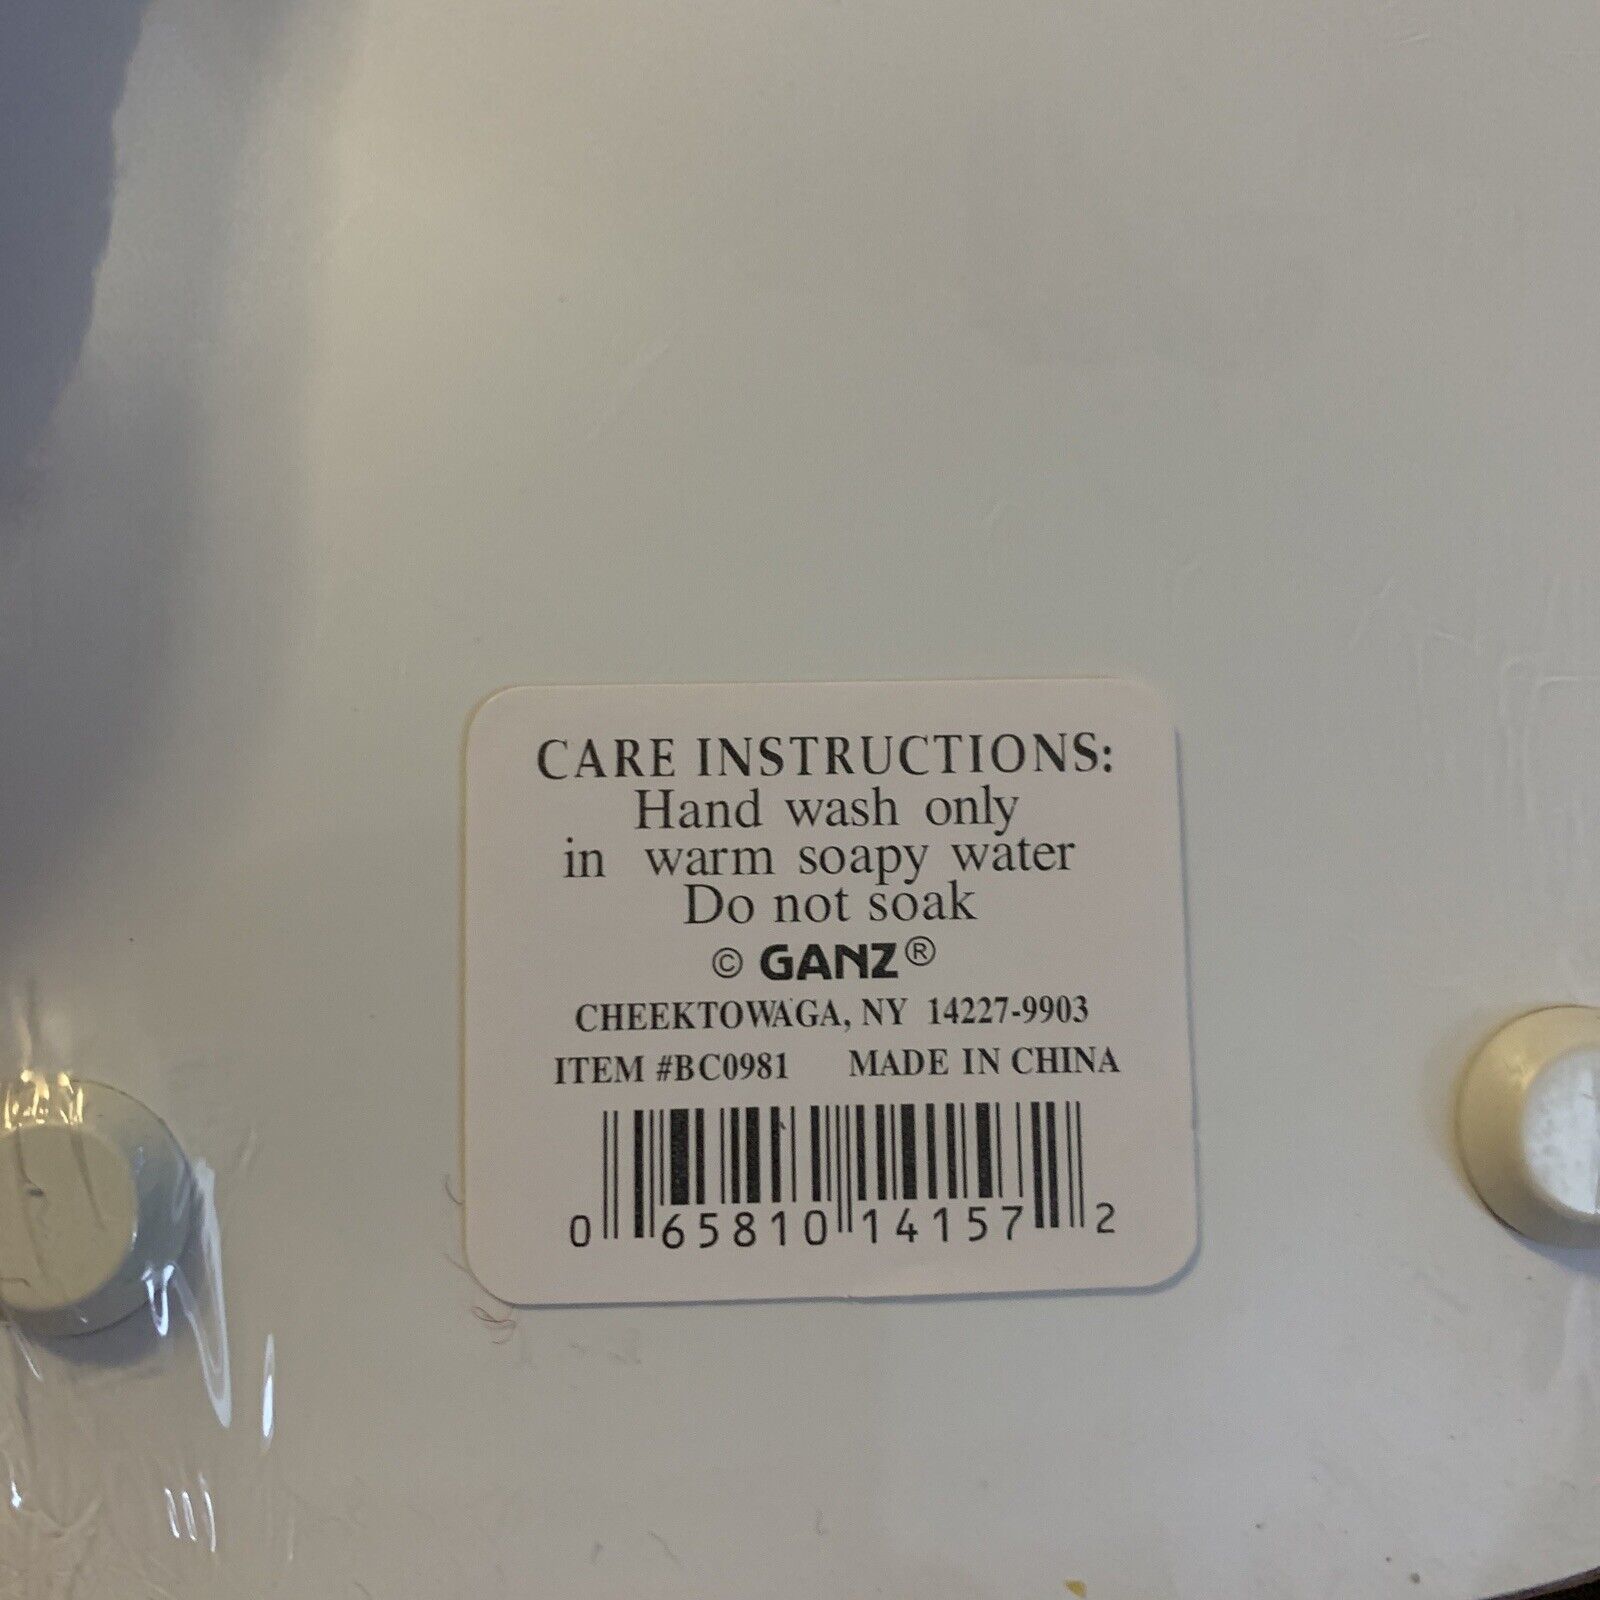 CARE INSTRUCTIONS:
Hand wash only
in warm soapy water
Do not soak
© GANZ®
CHEEKTOWAGA, NY 14227-9903
ITEM #BC0981 MADE IN CHINA
0 65810 14157 2